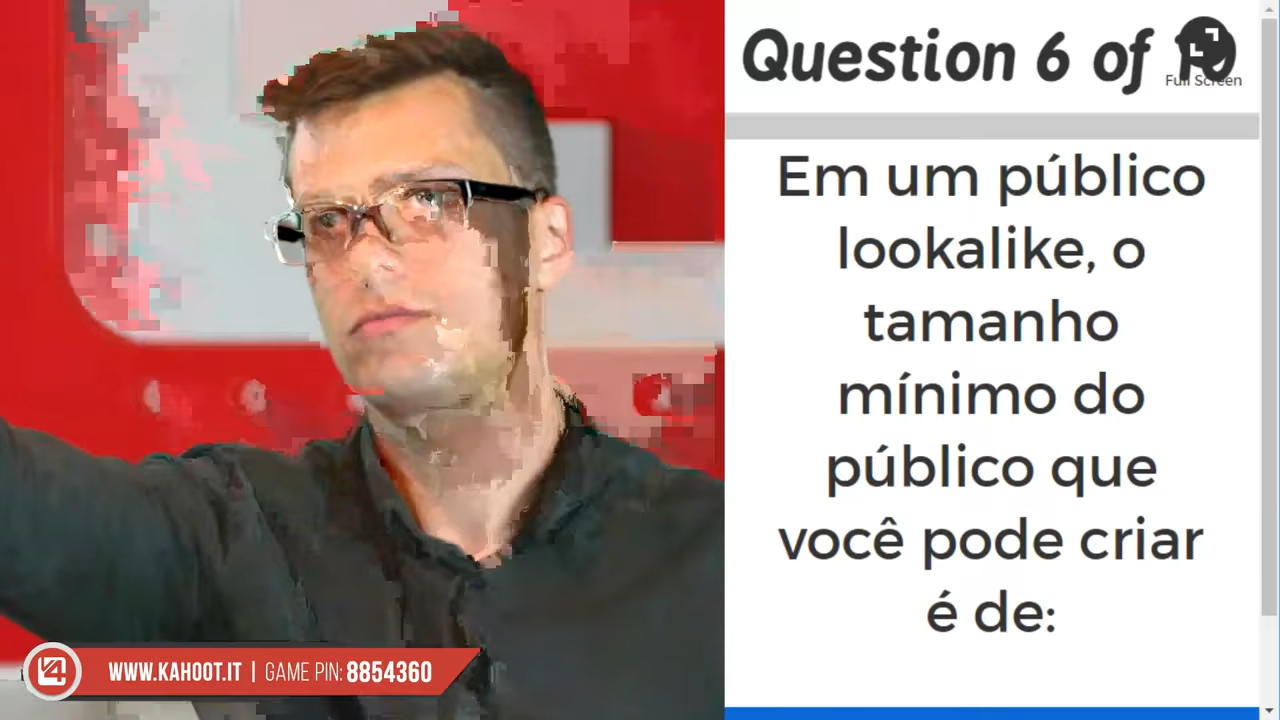 Question 6 of
Full Screen
Em um público
lookalike, o
tamanho
mínimo do
público que
você pode criar
é de:
V4
WWW.KAHOOT.IT | GAME PIN: 8854360